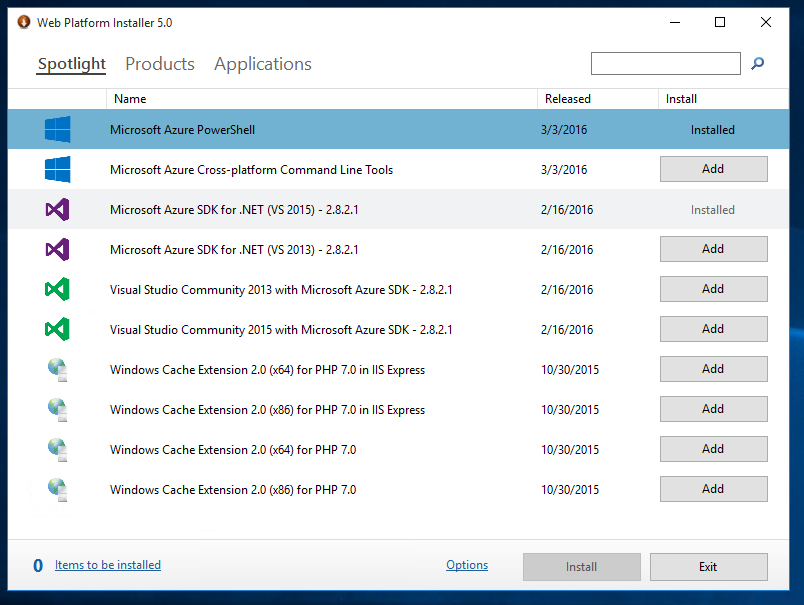 Web Platform Installer 5.0
Spotlight Products Applications
Name Released Install
Microsoft Azure PowerShell 3/3/2016 Installed
Microsoft Azure Cross-platform Command Line Tools 3/3/2016 Add
Microsoft Azure SDK for .NET (VS 2015) - 2.8.2.1 2/16/2016 Installed
Microsoft Azure SDK for .NET (VS 2013) - 2.8.2.1 2/16/2016 Add
Visual Studio Community 2013 with Microsoft Azure SDK - 2.8.2.1 2/16/2016 Add
Visual Studio Community 2015 with Microsoft Azure SDK - 2.8.2.1 2/16/2016 Add
Windows Cache Extension 2.0 (x64) for PHP 7.0 in IIS Express 10/30/2015 Add
Windows Cache Extension 2.0 (x86) for PHP 7.0 in IIS Express 10/30/2015 Add
Windows Cache Extension 2.0 (x64) for PHP 7.0 10/30/2015 Add
Windows Cache Extension 2.0 (x86) for PHP 7.0 10/30/2015 Add
0 Items to be installed Options Install Exit